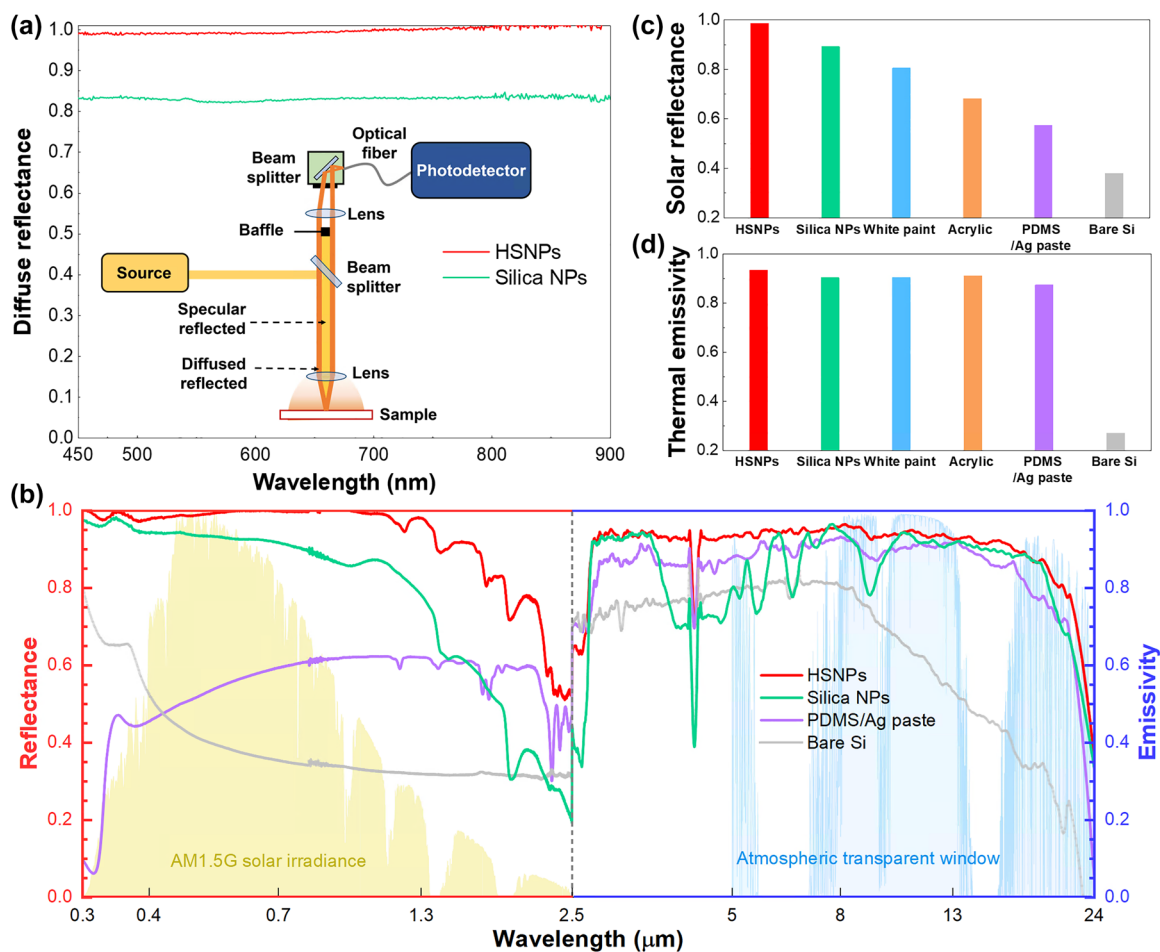 (a)
1.0
0.9
0.8
0.7
0.6
0.5
0.4
0.3
0.2
0.1
0.0
Diffuse reflectance
450
500
600
700
800
900
Wavelength (nm)
Optical
fiber
Beam
splitter
Photodetector
Lens
Baffle
HSNPs
Silica NPs
Source
Beam
splitter
Specular
reflected
Diffused
reflected
Lens
Sample
(c)
1.0
0.8
0.6
0.4
0.2
Solar reflectance
HSNPs
Silica NPs
White paint
Acrylic
PDMS
/Ag paste
Bare Si
(d)
1.0
0.8
0.6
0.4
0.2
Thermal emissivity
HSNPs
Silica NPs
White paint
Acrylic
PDMS
/Ag paste
Bare Si
(b)
1.0
0.8
0.6
0.4
0.2
0.0
Reflectance
AM1.5G solar irradiance
HSNPs
Silica NPs
PDMS/Ag paste
Bare Si
Atmospheric transparent window
1.0
0.8
0.6
0.4
0.2
0.0
Emissivity
0.3
0.4
0.7
1.3
2.5
5
8
13
24
Wavelength (μm)